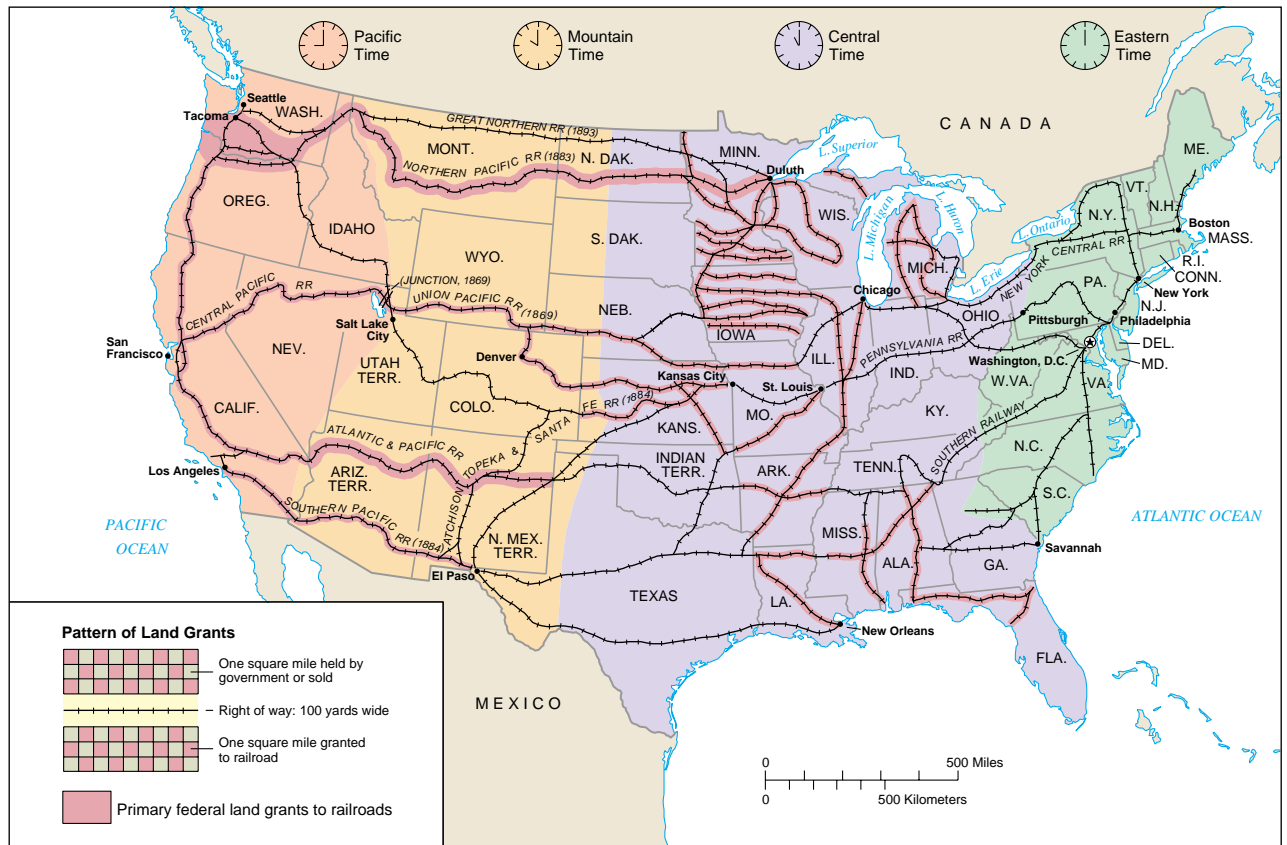 Pacific
Time
Mountain
Time
Central
Time
Eastern
Time
CANADA
Seattle
Tacoma
WASH.
GREAT NORTHERN RR (1893)
MONT.
NORTHERN PACIFIC RR (1883)
N. DAK.
MINN.
L. Superior
Duluth
ME.
VT.
N.H.
N.Y.
Boston
MASS.
OREG.
IDAHO
WYO.
S. DAK.
WIS.
L. Michigan
L. Huron
MICH.
L. Ontario
L. Erie
NEW YORK CENTRAL RR
R.I.
CONN.
New York
N.J.
PA.
Philadelphia
Pittsburgh
DEL.
MD.
Washington, D.C.
CENTRAL PACIFIC RR
(JUNCTION, 1869)
UNION PACIFIC RR (1869)
Salt Lake
City
San
Francisco
NEV.
UTAH
TERR.
Denver
NEB.
IOWA
Chicago
ILL.
IND.
OHIO
PENNSYLVANIA RR
W.VA.
VA.
CALIF.
COLO.
Kansas City
St. Louis
MO.
KANS.
KY.
ATCHISON TOPEKA & SANTA FE RR (1884)
ATLANTIC & PACIFIC RR
Los Angeles
ARIZ.
TERR.
INDIAN
TERR.
ARK.
TENN.
SOUTHERN RAILWAY
N.C.
S.C.
PACIFIC
OCEAN
SOUTHERN PACIFIC
RR (1884)
N. MEX.
TERR.
El Paso
TEXAS
LA.
MISS.
ALA.
GA.
Savannah
ATLANTIC OCEAN
New Orleans
FLA.
MEXICO
Pattern of Land Grants
One square mile held by
government or sold
Right of way: 100 yards wide
One square mile granted
to railroad
Primary federal land grants to railroads
0 500 Miles
0 500 Kilometers